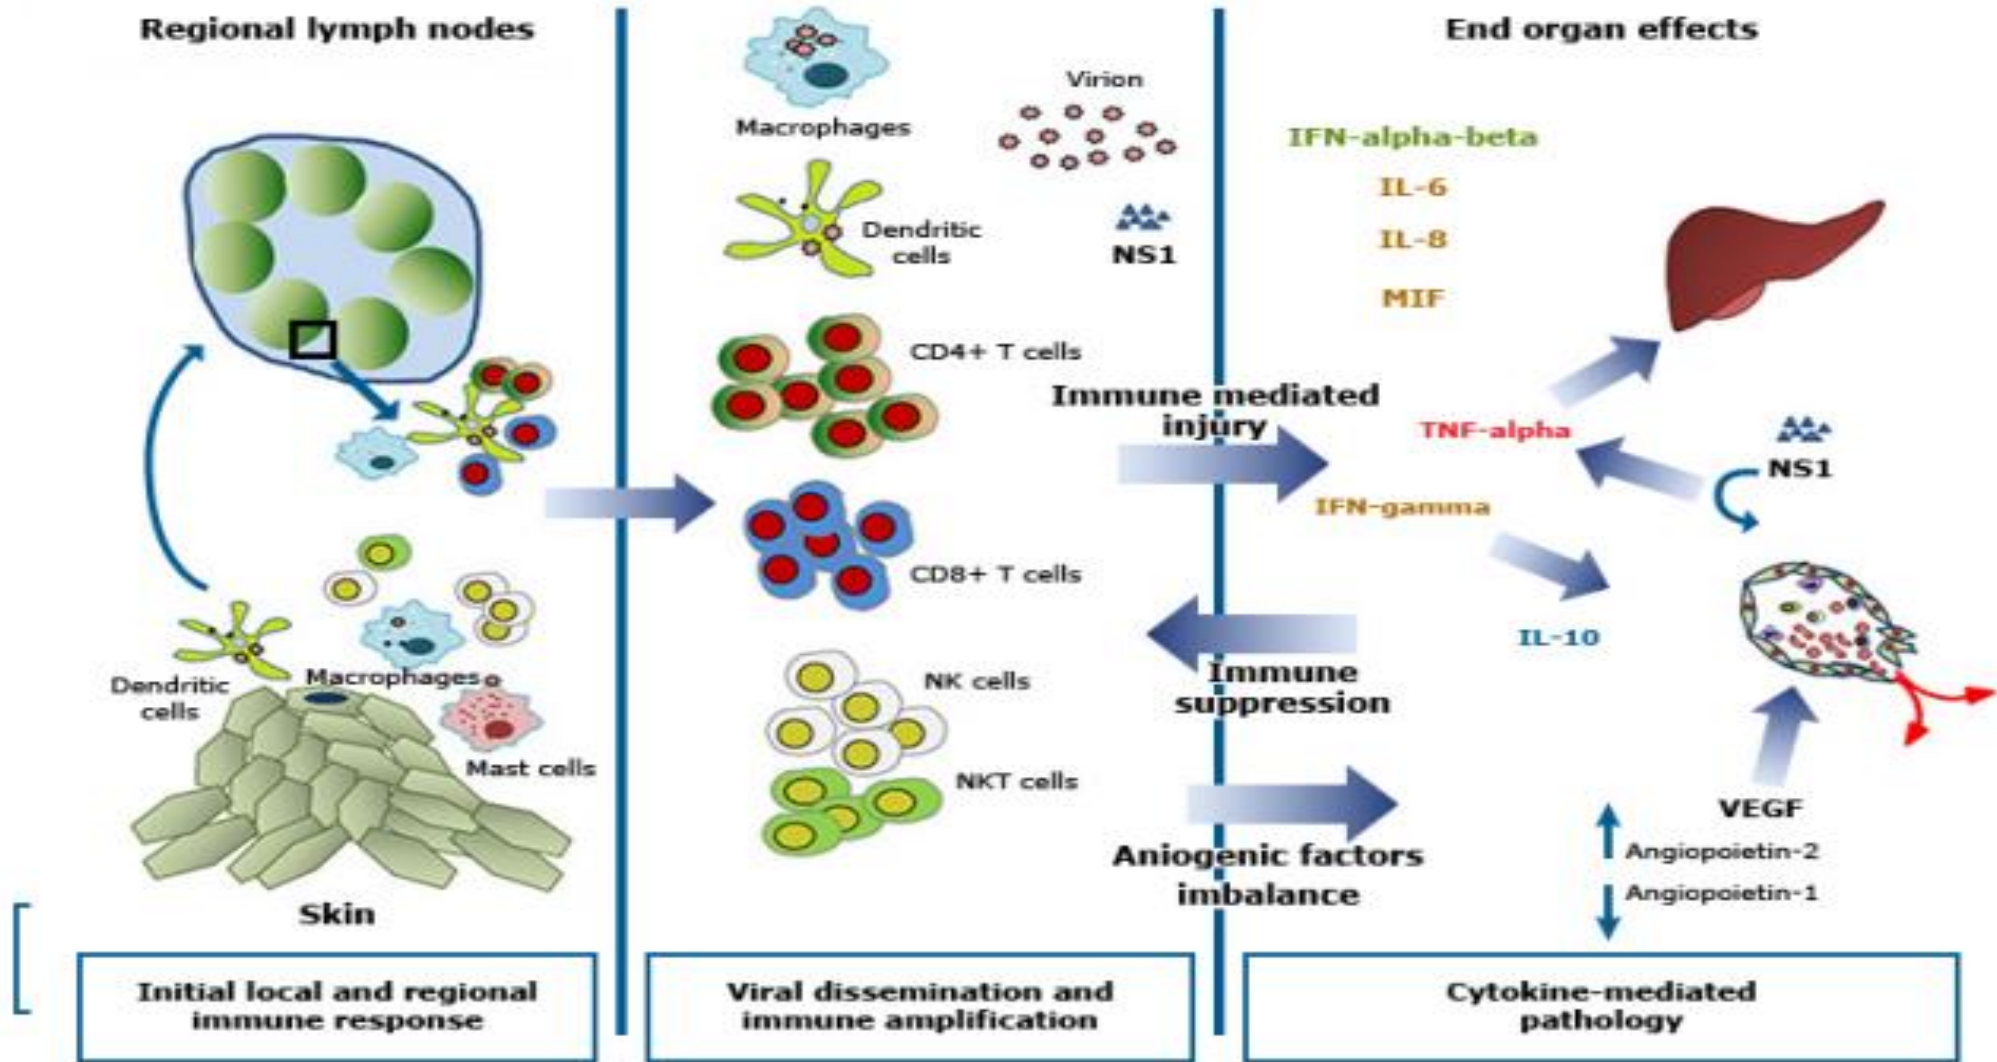 Regional lymph nodes
Dendritic
cells
Macrophages
Mast cells
Skin
Initial local and regional
immune response
Macrophages
Virion
Dendritic
cells
NS1
CD4+ T cells
CD8+ T cells
NK cells
NKT cells
Viral dissemination and
immune amplification
Immune mediated
injury
Immune
suppression
Aniogenic factors
imbalance
End organ effects
IFN-alpha-beta
IL-6
IL-8
MIF
TNF-alpha
NS1
IFN-gamma
IL-10
VEGF
Angiopoietin-2
Angiopoietin-1
Cytokine-mediated
pathology